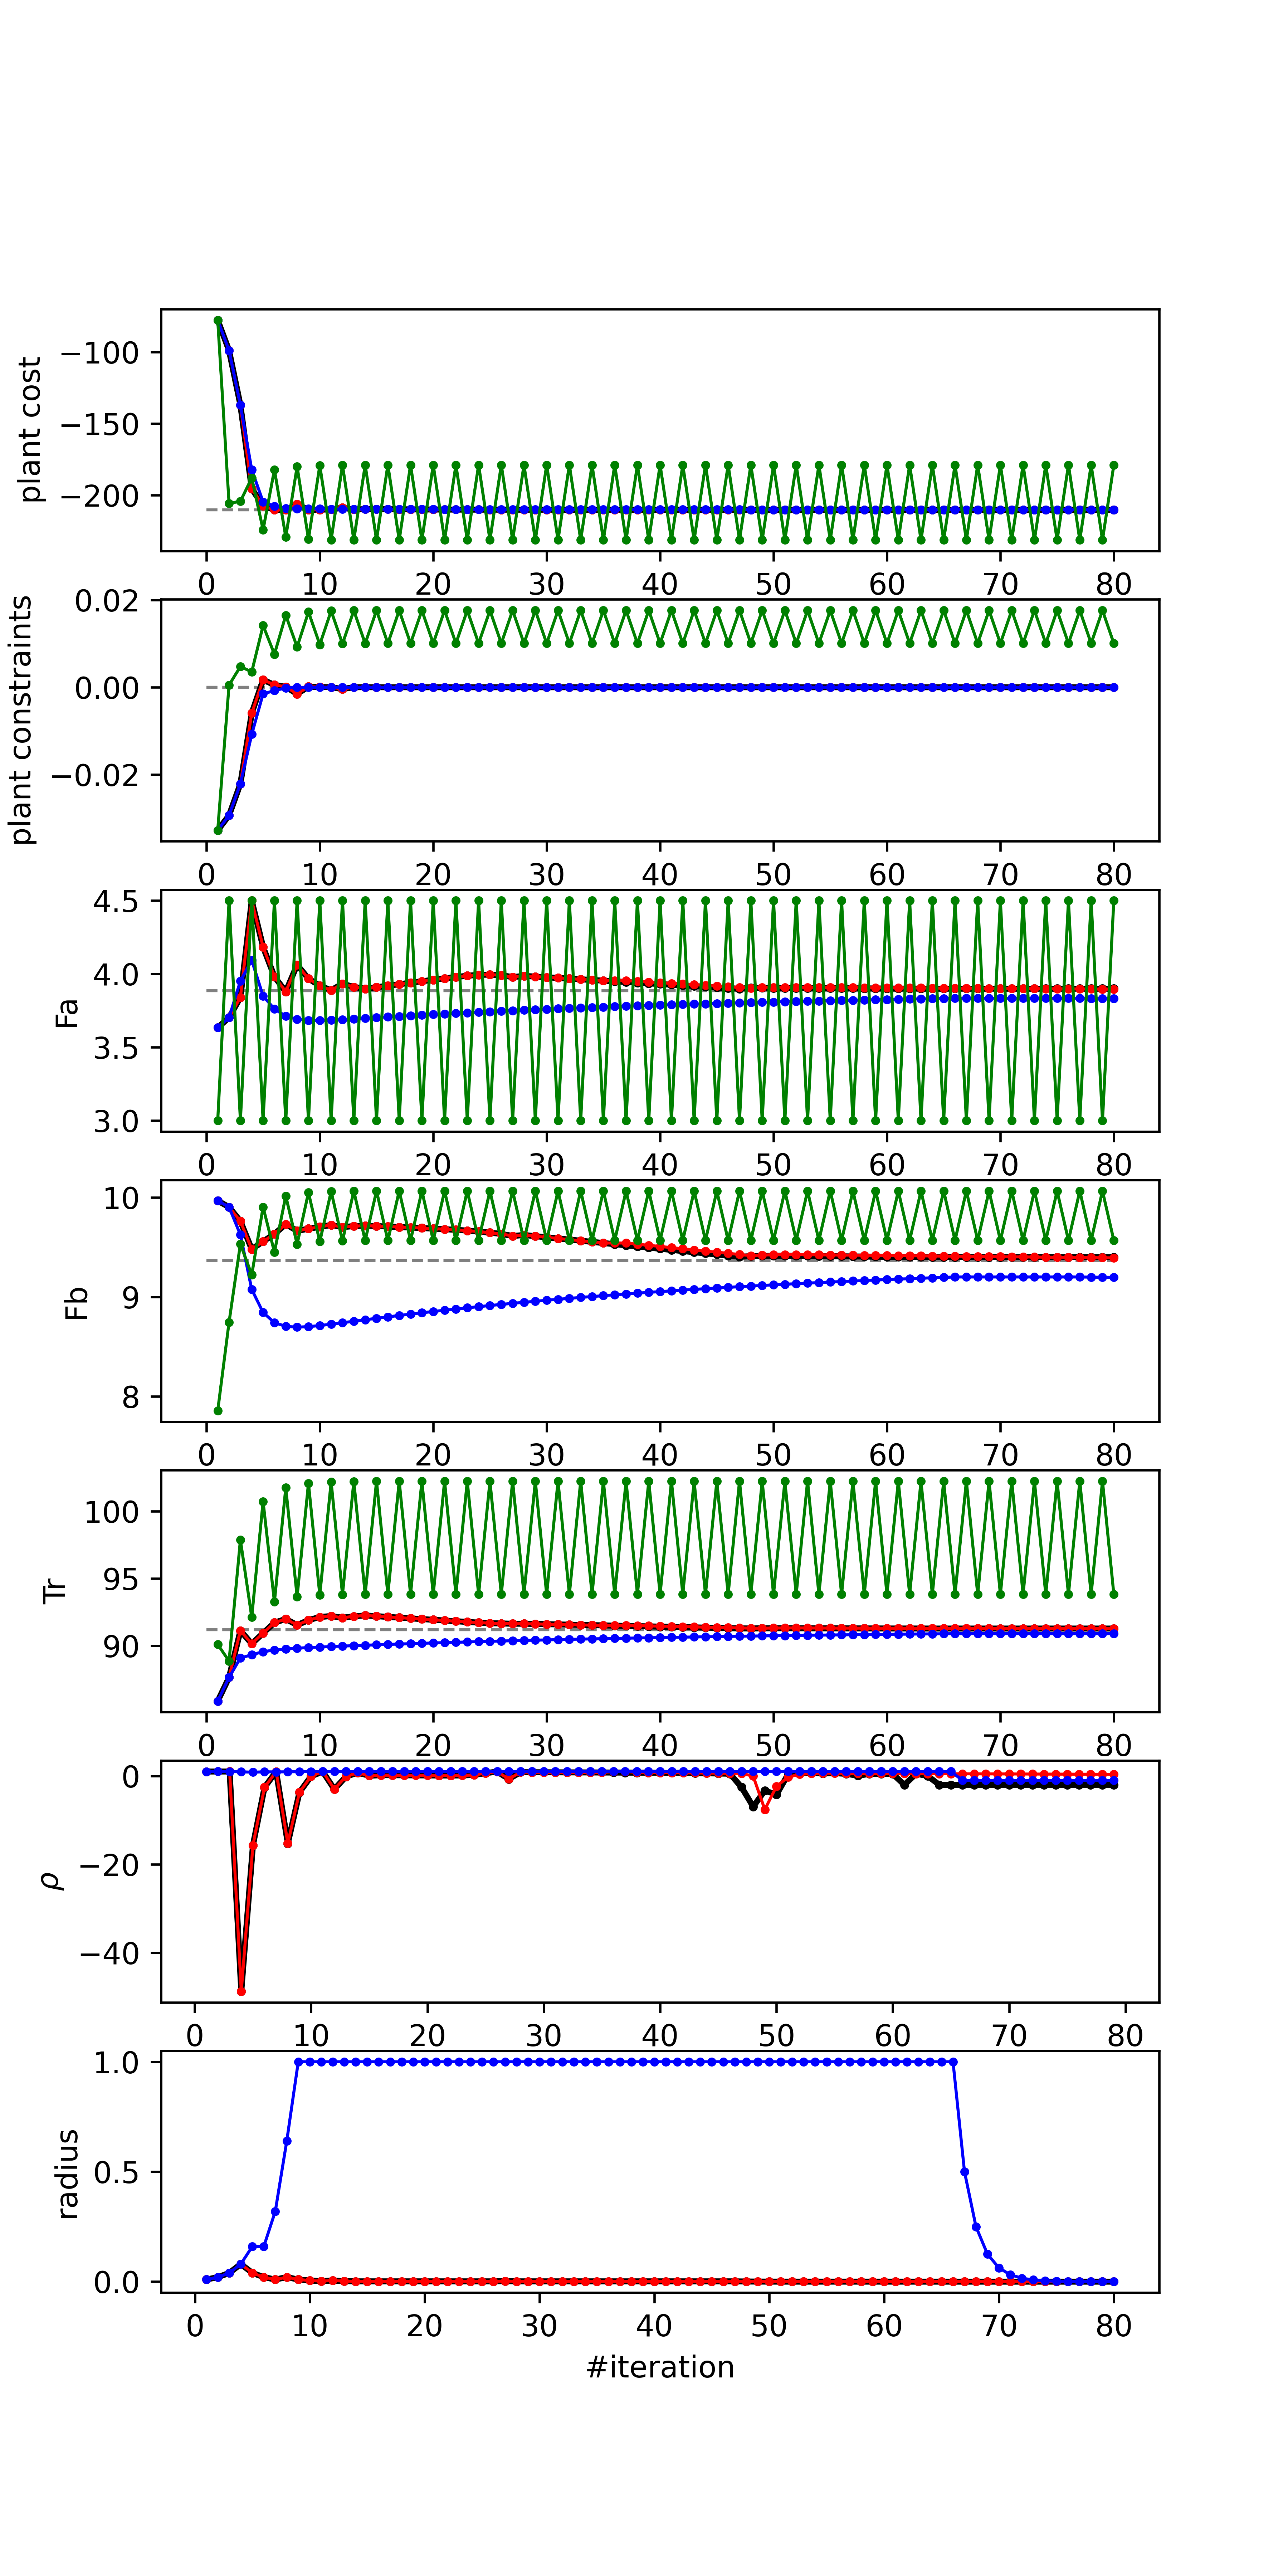 plant cost
−100
−150
−200
0 10 20 30 40 50 60 70 80
plant constraints
0.02
0.00
−0.02
0 10 20 30 40 50 60 70 80
Fa
4.5
4.0
3.5
3.0
0 10 20 30 40 50 60 70 80
Fb
10
9
8
0 10 20 30 40 50 60 70 80
Tr
100
95
90
0 10 20 30 40 50 60 70 80
ρ
0
−20
−40
0 10 20 30 40 50 60 70 80
radius
1.0
0.5
0.0
0 10 20 30 40 50 60 70 80
#iteration